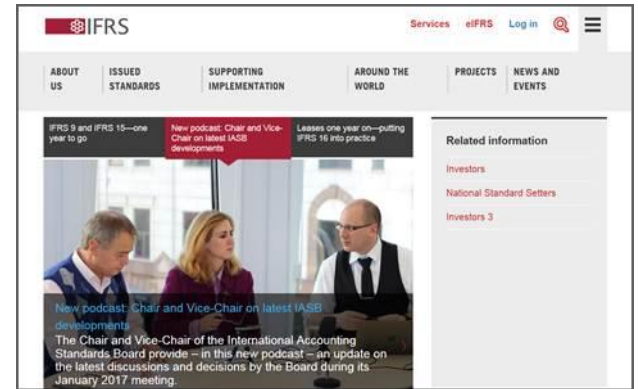 IFRS
Services eIFRS Log in
ABOUT US
ISSUED STANDARDS
SUPPORTING IMPLEMENTATION
AROUND THE WORLD
PROJECTS
NEWS AND EVENTS
IFRS 9 and IFRS 15—one
year to go
New podcast: Chair and Vice-
Chair on latest IASB
developments
Leases one year on—putting
IFRS 16 into practice
New podcast: Chair and Vice-Chair on latest IASB
developments
The Chair and Vice-Chair of the International Accounting
Standards Board provide – in this new podcast – an update on
the latest discussions and decisions by the Board during its
January 2017 meeting.
Related information
Investors
National Standard Setters
Investors 3